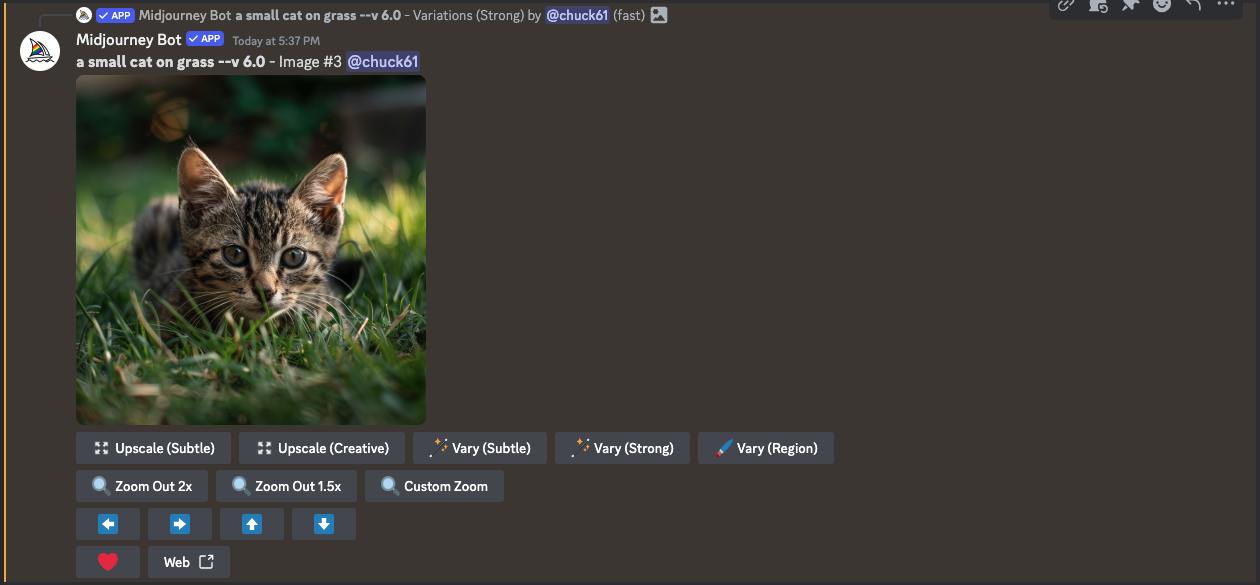 APP Midjourney Bot a small cat on grass --v 6.0 - Variations (Strong) by @chuck61 (fast)
Midjourney Bot APP Today at 5:37 PM
a small cat on grass --v 6.0 - Image #3 @chuck61
Upscale (Subtle) Upscale (Creative) Vary (Subtle) Vary (Strong) Vary (Region)
Zoom Out 2x Zoom Out 1.5x Custom Zoom
Web